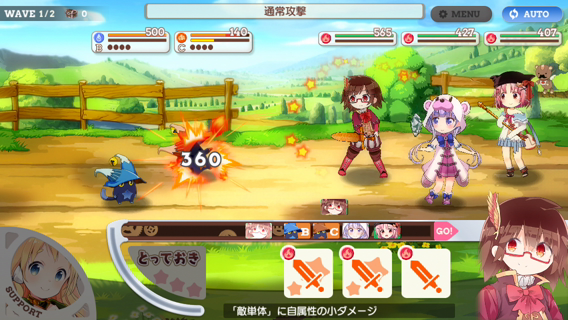 WAVE 1/2 0
通常攻撃
MENU
AUTO
B 500
C 140
565
427
407
360
B C GO!
とっておき
SUPPORT
「敵単体」に自属性の小ダメージ